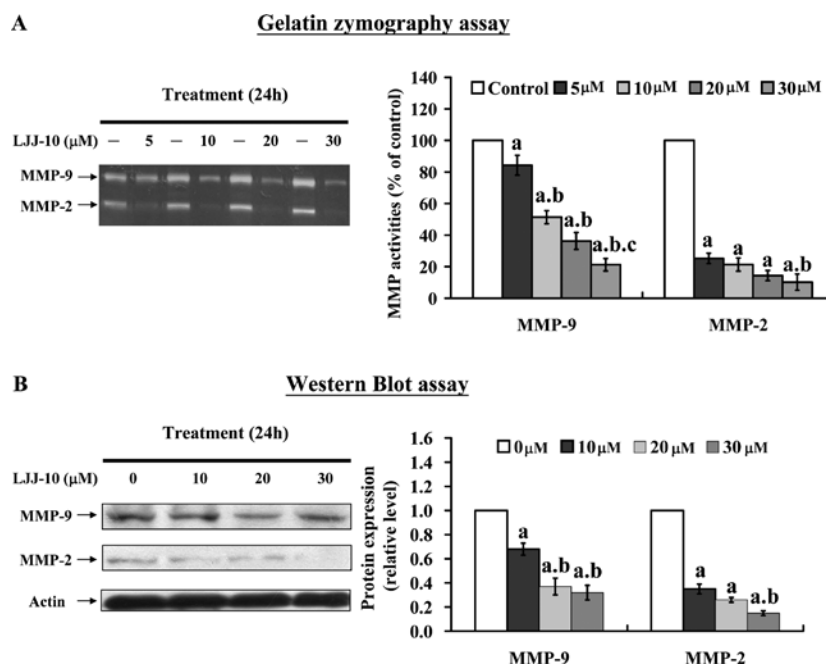 A
Gelatin zymography assay
Treatment (24h)
LJJ-10 (μM) – 5 – 10 – 20 – 30
MMP-9
MMP-2
MMP activities (% of control)
140
120
100
80
60
40
20
0
Control 5μM 10μM 20μM 30μM
a
a.b
a.b
a.b.c
a
a
a
a.b
MMP-9 MMP-2
B
Western Blot assay
Treatment (24h)
LJJ-10 (μM) 0 10 20 30
MMP-9
MMP-2
Actin
Protein expression
(relative level)
1.6
1.4
1.2
1.0
0.8
0.6
0.4
0.2
0.0
0μM 10μM 20μM 30μM
a
a.b
a.b
a
a
a.b
MMP-9 MMP-2